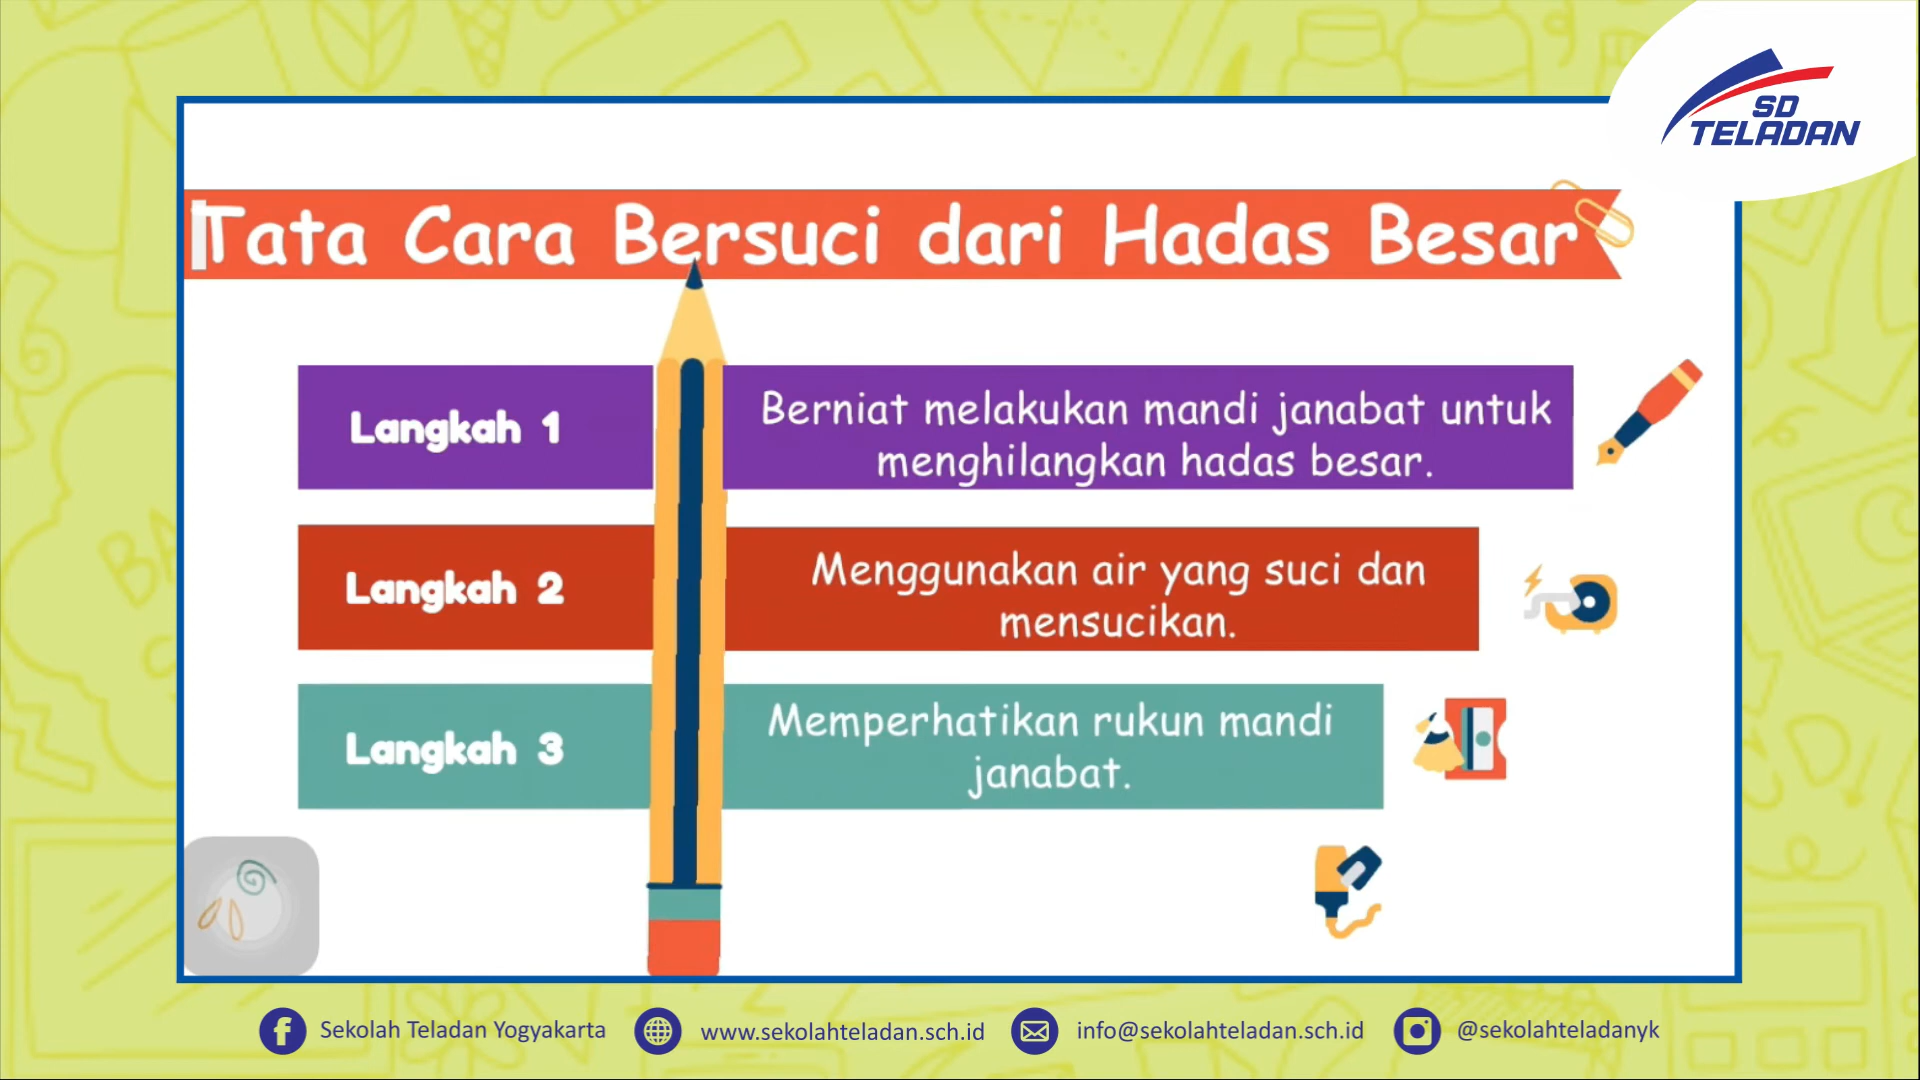 SD
TELADAN
Tata Cara Bersuci dari Hadas Besar
Langkah 1
Berniat melakukan mandi janabat untuk
menghilangkan hadas besar.
Langkah 2
Menggunakan air yang suci dan
mensucikan.
Langkah 3
Memperhatikan rukun mandi
janabat.
Sekolah Teladan Yogyakarta
www.sekolahteladan.sch.id
info@sekolahteladan.sch.id
@sekolahteladanyk